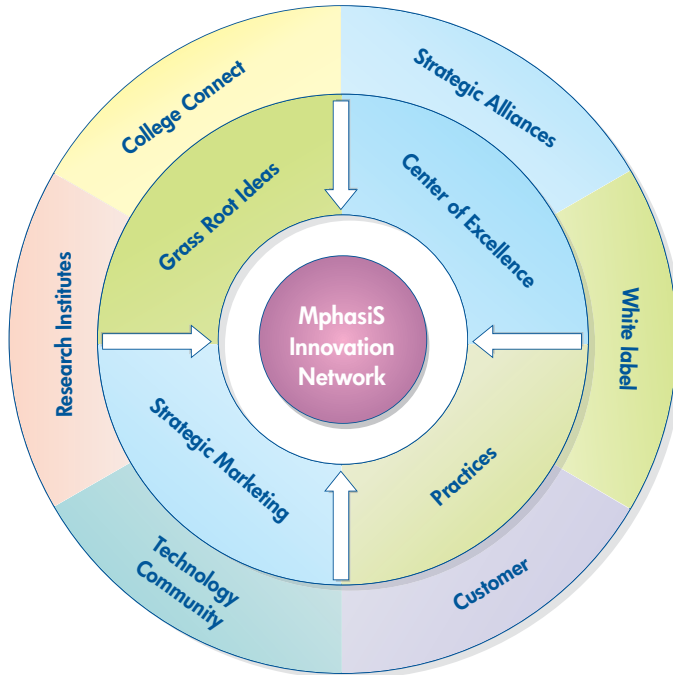 College Connect
Strategic Alliances
Grass Root Ideas
Center of Excellence
Research Institutes
MphasiS
Innovation
Network
White label
Strategic Marketing
Practices
Technology
Community
Customer